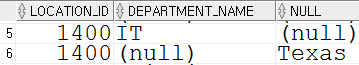 LOCATION_ID DEPARTMENT_NAME NULL
5 1400 IT (null)
6 1400 (null) Texas